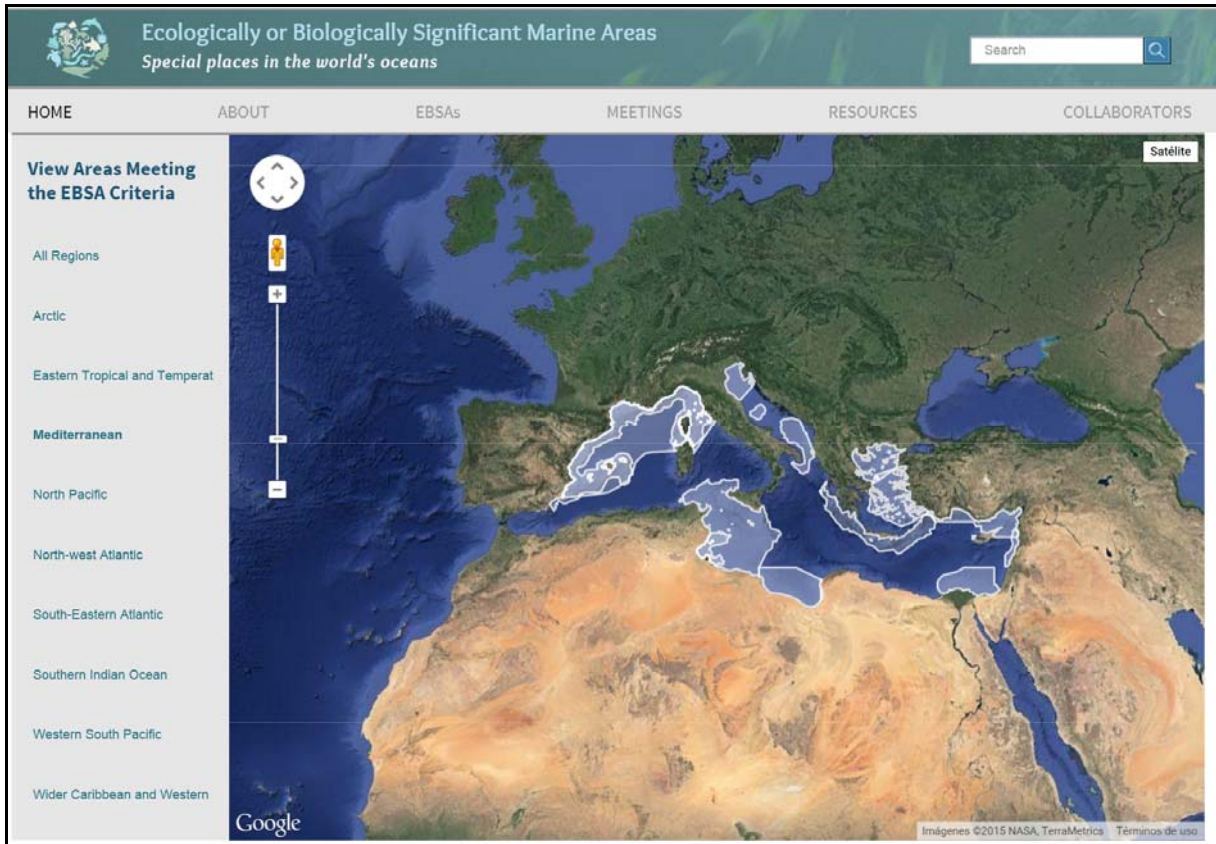 Ecologically or Biologically Significant Marine Areas
Special places in the world's oceans
Search
HOME
ABOUT
EBSAs
MEETINGS
RESOURCES
COLLABORATORS
View Areas Meeting
the EBSA Criteria
Satélite
All Regions
Arctic
Eastern Tropical and Temperat
Mediterranean
North Pacific
North-west Atlantic
South-Eastern Atlantic
Southern Indian Ocean
Western South Pacific
Wider Caribbean and Western
Google
Imágenes ©2015 NASA, TerraMetrics
Términos de uso